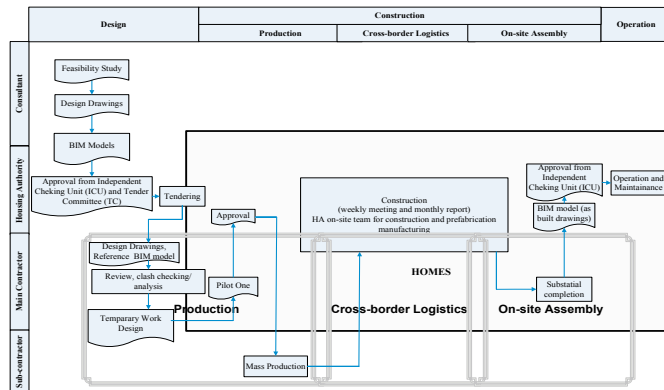 Design
Construction
Operation
Production
Cross-border Logistics
On-site Assembly
Consultant
Feasibility Study
Design Drawings
BIM Models
Housing Authority
Approval from Independent
Cheking Unit (ICU) and Tender
Committee (TC)
Tendering
Approval
Construction
(weekly meeting and monthly report)
HA on-site team for construction and prefabrication
manufacturing
Approval from
Independent
Cheking Unit (ICU)
Operation and
Maintainance
BIM model (as
built drawings)
Main Contractor
Design Drawings,
Reference BIM model
Review, clash checking/
analysis
Pilot One
HOMES
Substatial
completion
Production
Cross-border Logistics
On-site Assembly
Temparary Work
Design
Sub-contractor
Mass Production